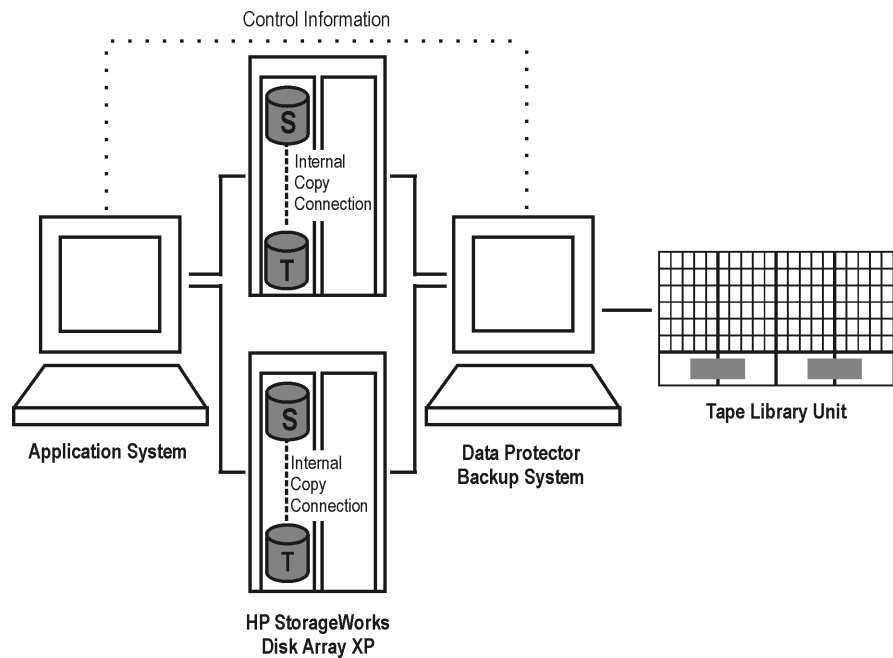 Control Information
S
Internal
Copy
Connection
T
Application System
Data Protector
Backup System
Tape Library Unit
S
Internal
Copy
Connection
T
HP StorageWorks
Disk Array XP